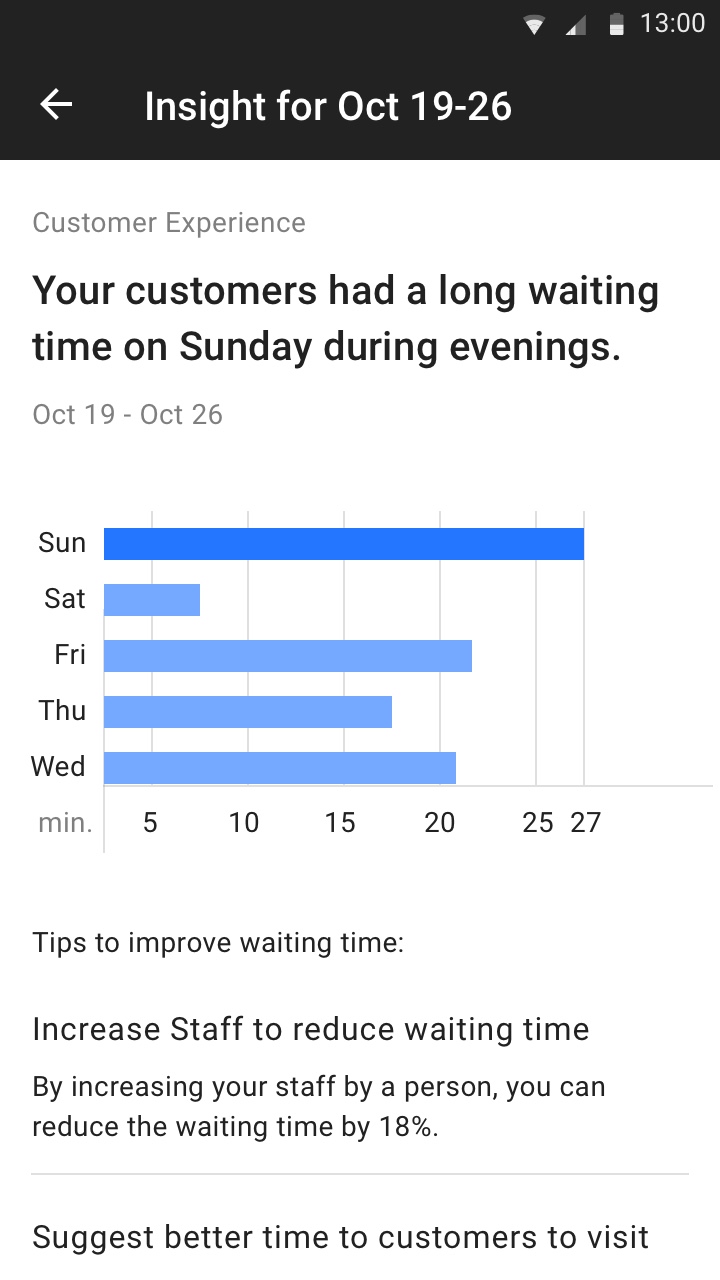 13:00
Insight for Oct 19-26
Customer Experience
Your customers had a long waiting
time on Sunday during evenings.
Oct 19 - Oct 26
Sun
Sat
Fri
Thu
Wed
min. 5 10 15 20 25 27
Tips to improve waiting time:
Increase Staff to reduce waiting time
By increasing your staff by a person, you can
reduce the waiting time by 18%.
Suggest better time to customers to visit